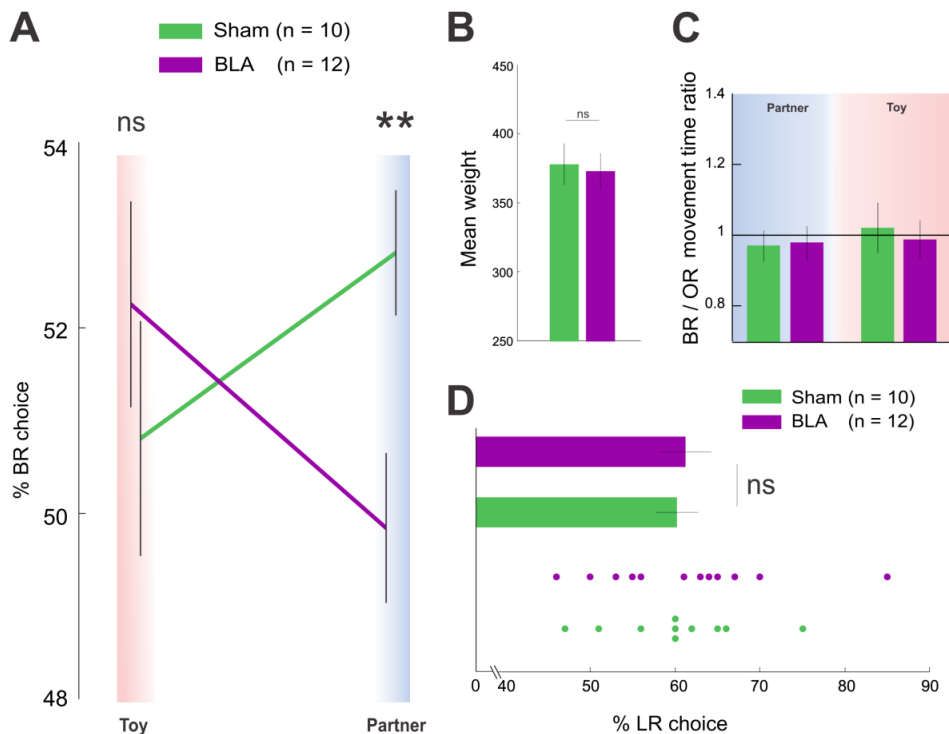 A
Sham (n = 10)
BLA (n = 12)
ns
**
54
52
50
48
% BR choice
Toy
Partner
B
450
400
350
300
250
Mean weight
ns
C
1.4
1.2
1
0.8
BR / OR movement time ratio
Partner
Toy
D
Sham (n = 10)
BLA (n = 12)
ns
0 40 50 60 70 80 90
% LR choice